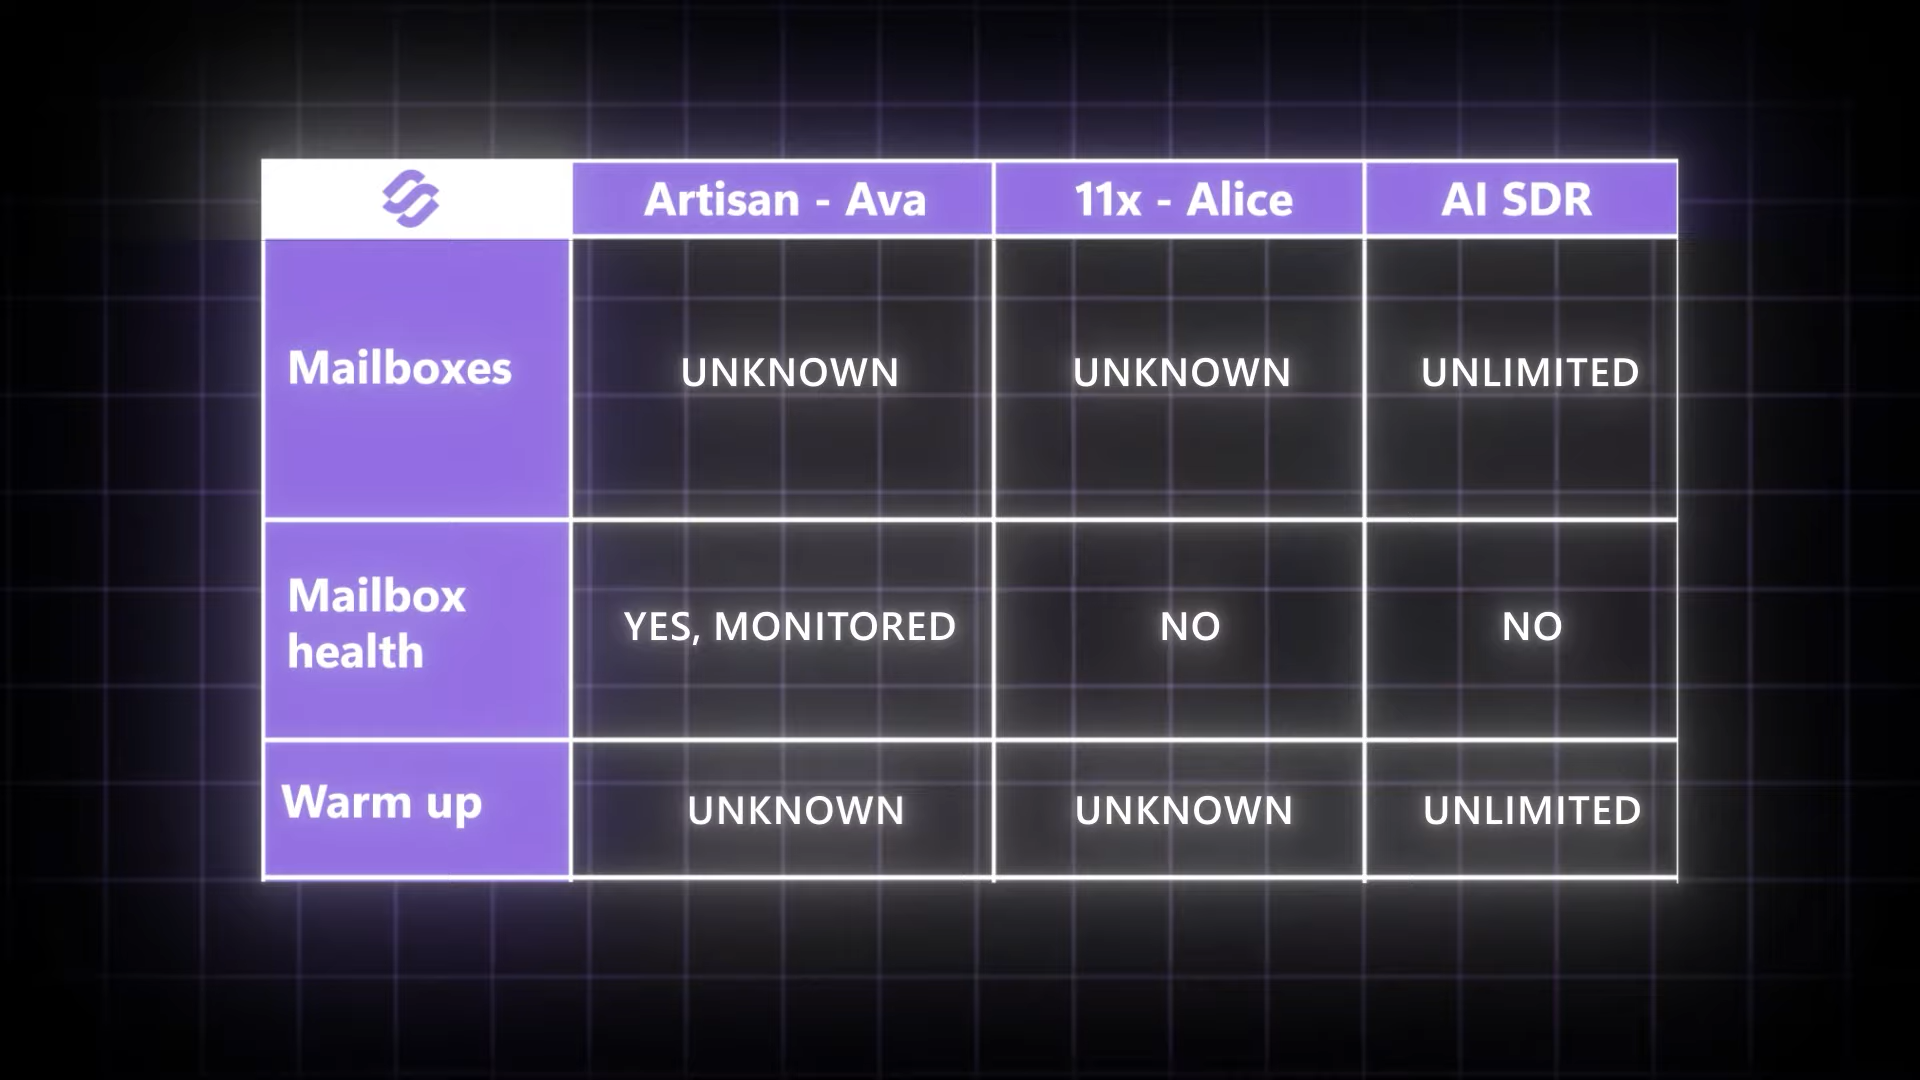 Artisan - Ava
11x - Alice
AI SDR
Mailboxes
UNKNOWN
UNKNOWN
UNLIMITED
Mailbox
health
YES, MONITORED
NO
NO
Warm up
UNKNOWN
UNKNOWN
UNLIMITED